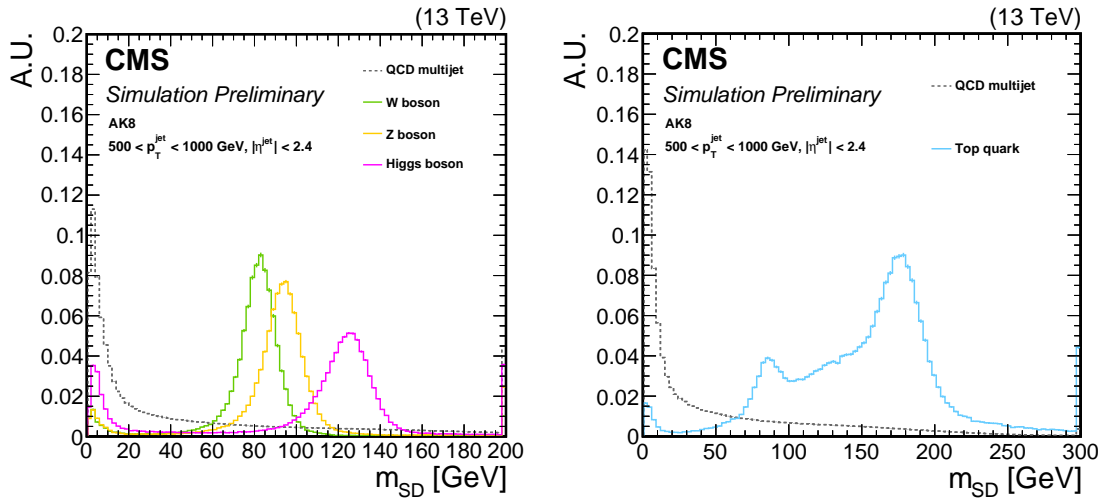 (13 TeV)
A.U.
0.2
0.18
0.16
0.14
0.12
0.1
0.08
0.06
0.04
0.02
0
CMS
Simulation Preliminary
AK8
500 < p_T^jet < 1000 GeV, |η^jet| < 2.4
QCD multijet
W boson
Z boson
Higgs boson
0 20 40 60 80 100 120 140 160 180 200
m_SD [GeV]
(13 TeV)
A.U.
0.2
0.18
0.16
0.14
0.12
0.1
0.08
0.06
0.04
0.02
0
CMS
Simulation Preliminary
AK8
500 < p_T^jet < 1000 GeV, |η^jet| < 2.4
QCD multijet
Top quark
0 50 100 150 200 250 300
m_SD [GeV]